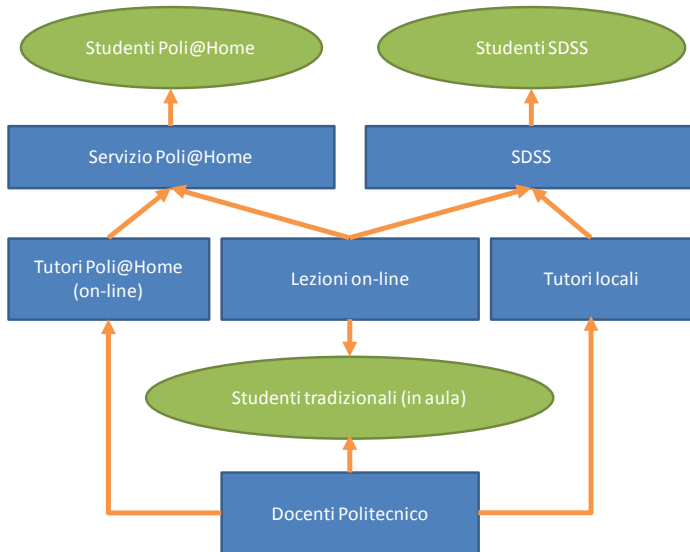 Studenti Poli@Home
Studenti SDSS
Servizio Poli@Home
SDSS
Tutori Poli@Home
(on-line)
Lezioni on-line
Tutori locali
Studenti tradizionali (in aula)
Docenti Politecnico